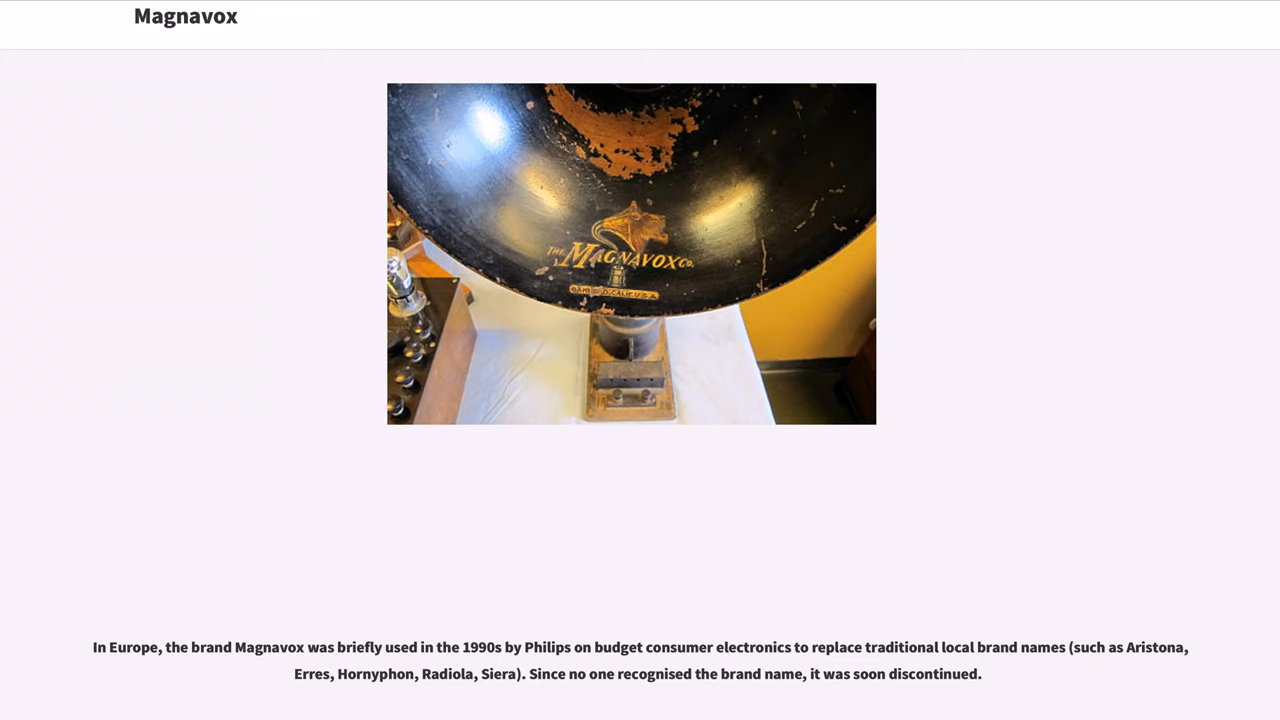 Magnavox
THE MAGNAVOX CO.
In Europe, the brand Magnavox was briefly used in the 1990s by Philips on budget consumer electronics to replace traditional local brand names (such as Aristona,
Erres, Hornyphon, Radiola, Siera). Since no one recognised the brand name, it was soon discontinued.